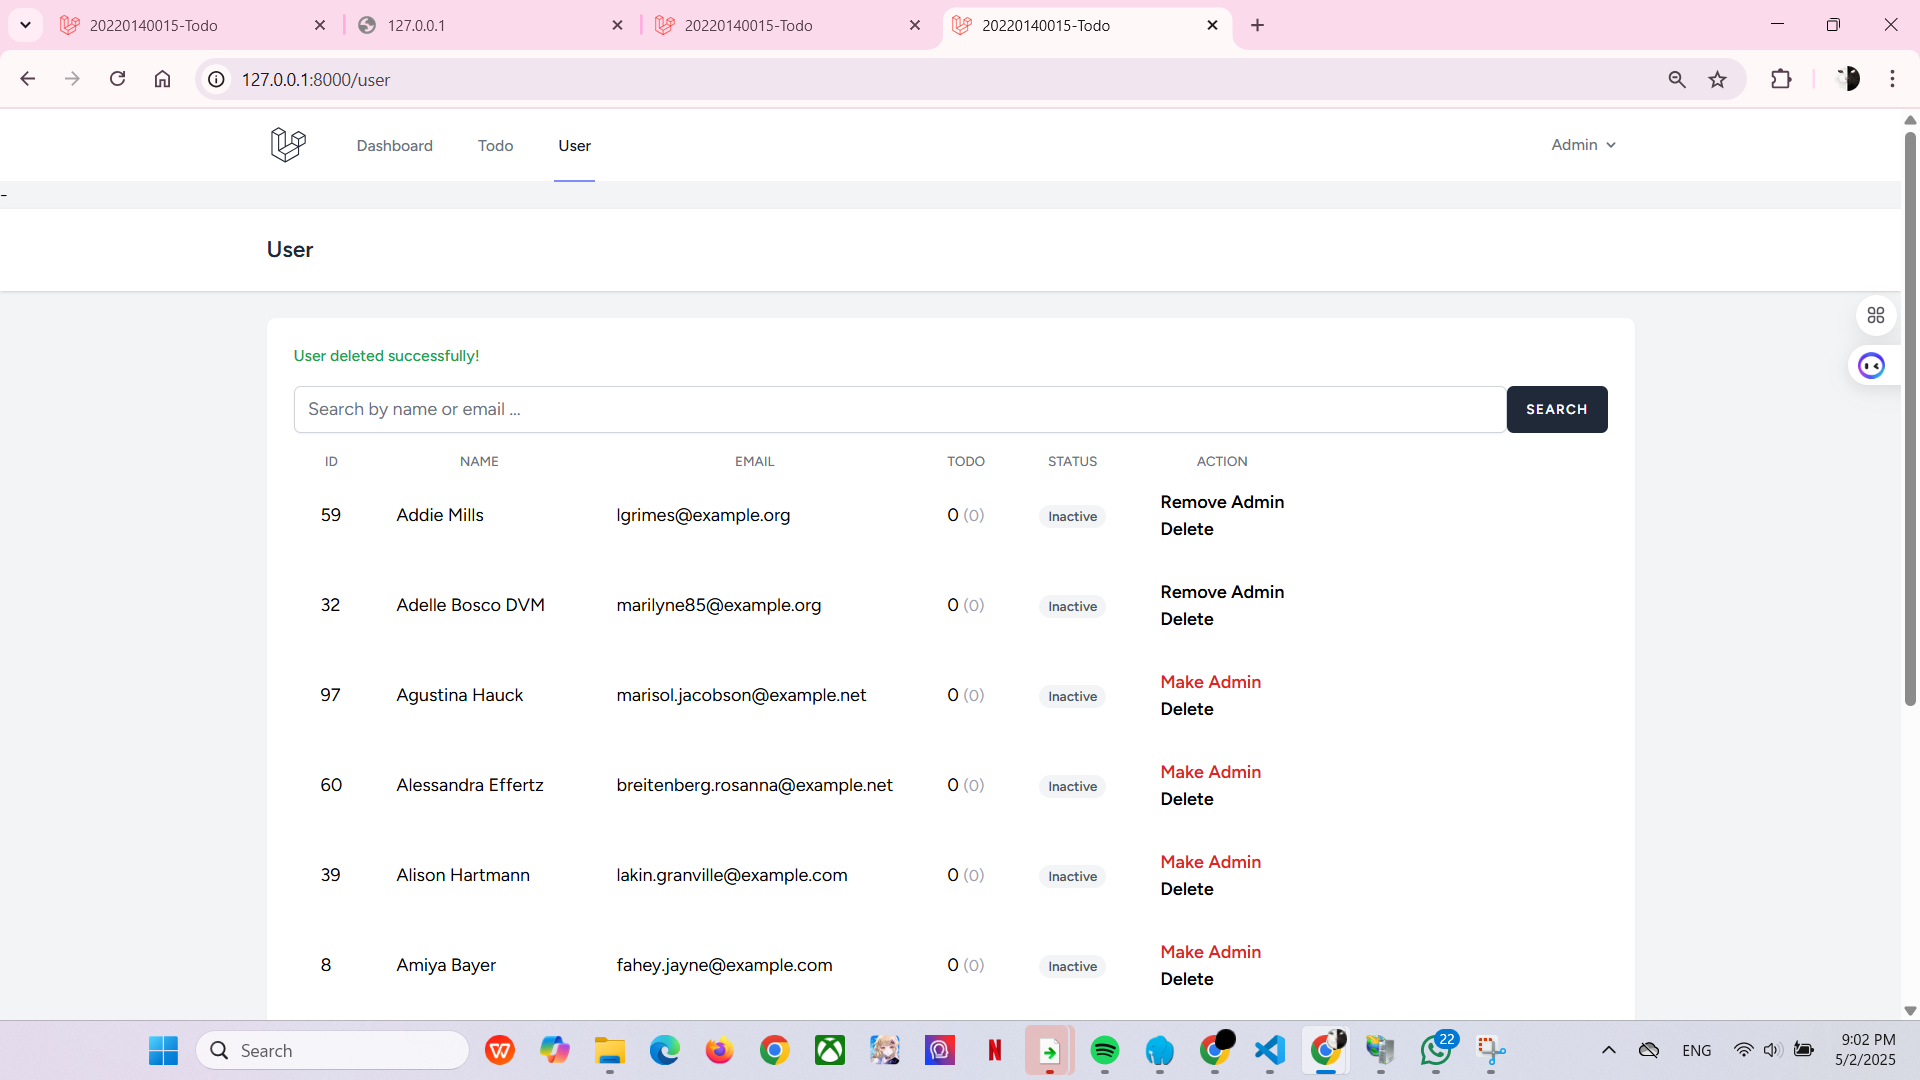 20220140015-Todo
127.0.0.1
20220140015-Todo
20220140015-Todo
127.0.0.1:8000/user
Dashboard Todo User Admin
-
User
User deleted successfully!
Search by name or email ... SEARCH
ID NAME EMAIL TODO STATUS ACTION
59 Addie Mills lgrimes@example.org 0 (0) Inactive Remove Admin
Delete
32 Adelle Bosco DVM marilyne85@example.org 0 (0) Inactive Remove Admin
Delete
97 Agustina Hauck marisol.jacobson@example.net 0 (0) Inactive Make Admin
Delete
60 Alessandra Effertz breitenberg.rosanna@example.net 0 (0) Inactive Make Admin
Delete
39 Alison Hartmann lakin.granville@example.com 0 (0) Inactive Make Admin
Delete
8 Amiya Bayer fahey.jayne@example.com 0 (0) Inactive Make Admin
Delete
Search
22
ENG
9:02 PM
5/2/2025